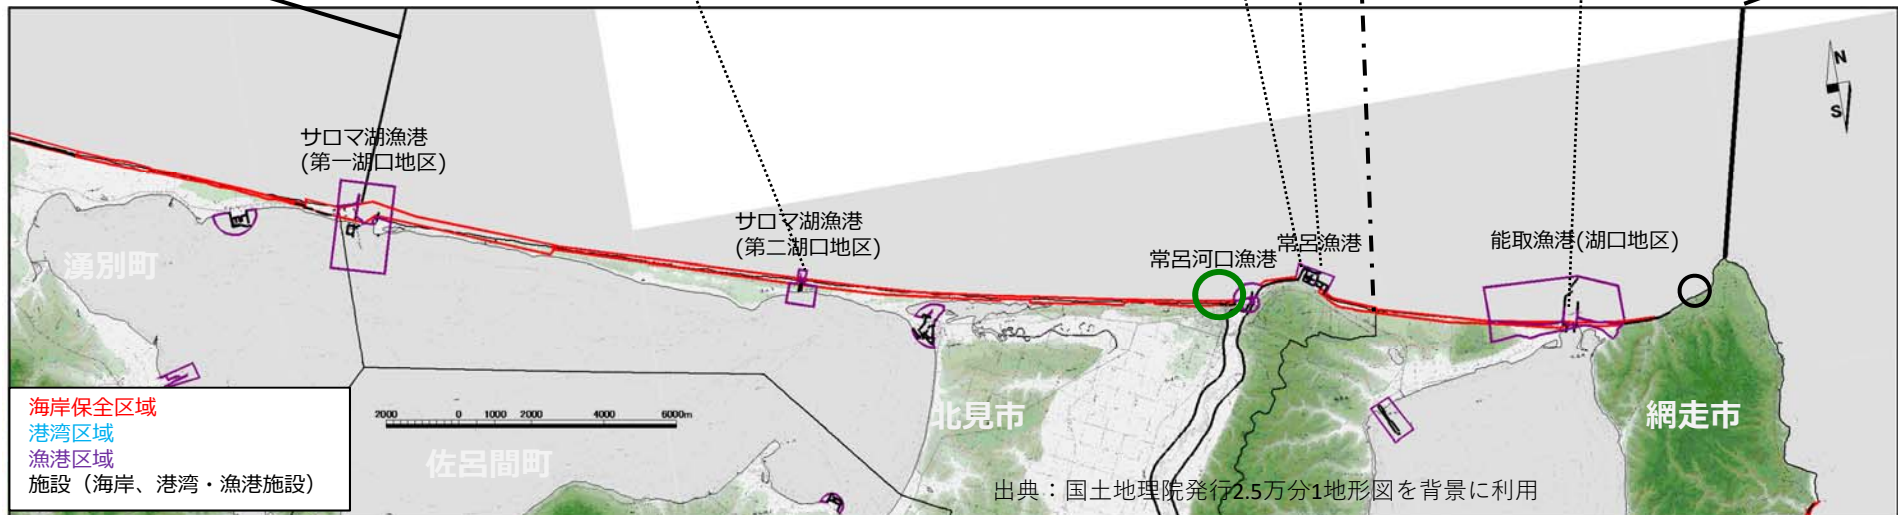 N
S
サロマ湖漁港
(第一湖口地区)
サロマ湖漁港
(第二湖口地区)
常呂河口漁港
常呂漁港
能取漁港(湖口地区)
湧別町
佐呂間町
北見市
網走市
2000 0 1000 2000 4000 6000m
海岸保全区域
港湾区域
漁港区域
施設（海岸、港湾・漁港施設）
出典：国土地理院発行2.5万分1地形図を背景に利用